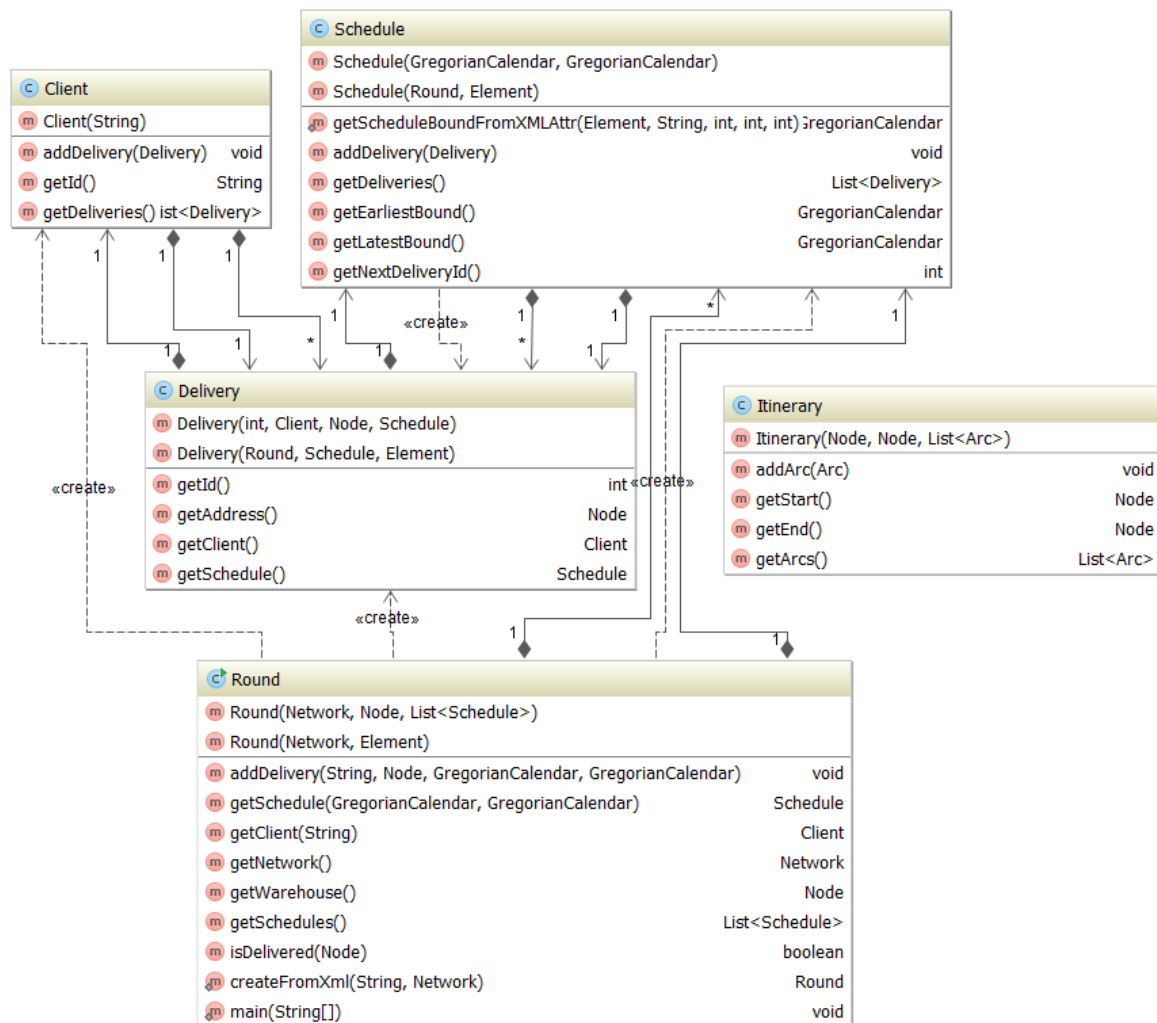 Schedule
Schedule(GregorianCalendar, GregorianCalendar)
Schedule(Round, Element)
getScheduleBoundFromXMLAttr(Element, String, int, int, int) GregorianCalendar
addDelivery(Delivery) void
getDeliveries() List<Delivery>
getEarliestBound() GregorianCalendar
getLatestBound() GregorianCalendar
getNextDeliveryId() int
Client
Client(String)
addDelivery(Delivery) void
getId() String
getDeliveries() ist<Delivery>
1 1 1 1 1 1 * 1
«create»
1 * 1 1 * 1
Delivery
Delivery(int, Client, Node, Schedule)
Delivery(Round, Schedule, Element)
getId() int
getAddress() Node
getClient() Client
getSchedule() Schedule
Itinerary
Itinerary(Node, Node, List<Arc>)
addArc(Arc) void
getStart() Node
getEnd() Node
getArcs() List<Arc>
«create» «create»
«create»
1 1
Round
Round(Network, Node, List<Schedule>)
Round(Network, Element)
addDelivery(String, Node, GregorianCalendar, GregorianCalendar) void
getSchedule(GregorianCalendar, GregorianCalendar) Schedule
getClient(String) Client
getNetwork() Network
getWarehouse() Node
getSchedules() List<Schedule>
isDelivered(Node) boolean
createFromXml(String, Network) Round
main(String[]) void